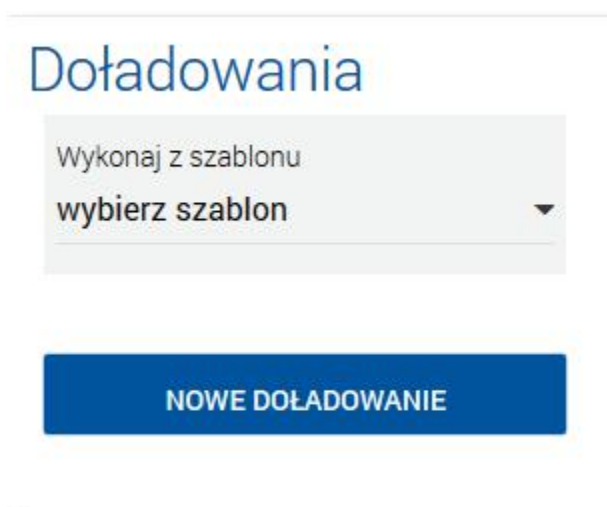 Doładowania
Wykonaj z szablonu
wybierz szablon
NOWE DOŁADOWANIE